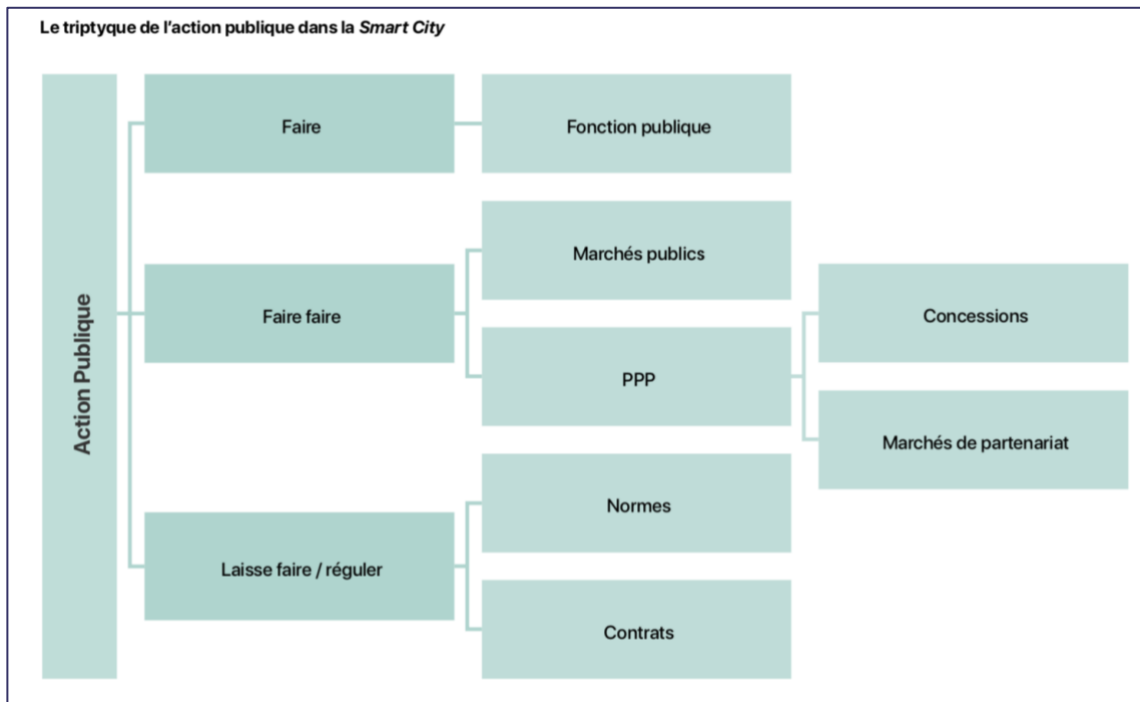 Le triptyque de l’action publique dans la Smart City
Action Publique
Faire
Fonction publique
Faire faire
Marchés publics
PPP
Concessions
Marchés de partenariat
Laisse faire / réguler
Normes
Contrats